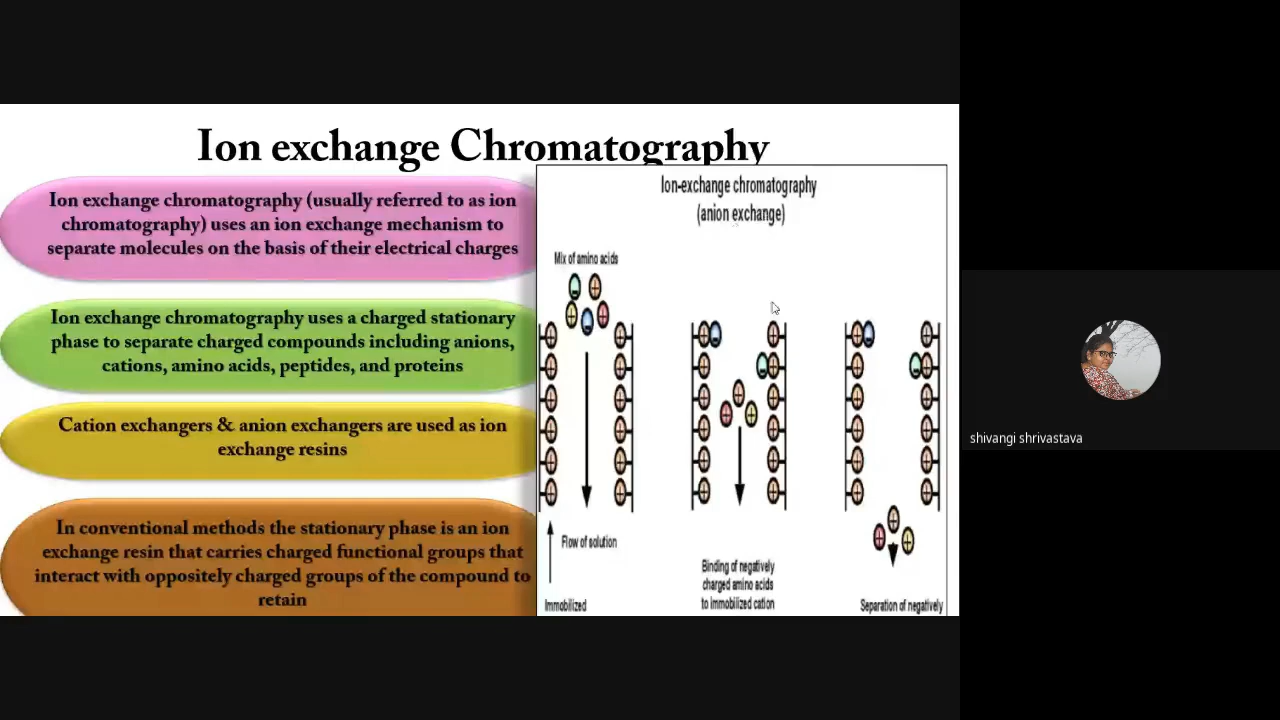 Ion exchange Chromatography
Ion exchange chromatography (usually referred to as ion
chromatography) uses an ion exchange mechanism to
separate molecules on the basis of their electrical charges
Ion exchange chromatography uses a charged stationary
phase to separate charged compounds including anions,
cations, amino acids, peptides, and proteins
Cation exchangers & anion exchangers are used as ion
exchange resins
In conventional methods the stationary phase is an ion
exchange resin that carries charged functional groups that
interact with oppositely charged groups of the compound to
retain
Ion-exchange chromatography
(anion exchange)
Mix of amino acids
Flow of solution
Immobilized
Binding of negatively
charged amino acids
to immobilized cation
Separation of negatively
shivangi shrivastava